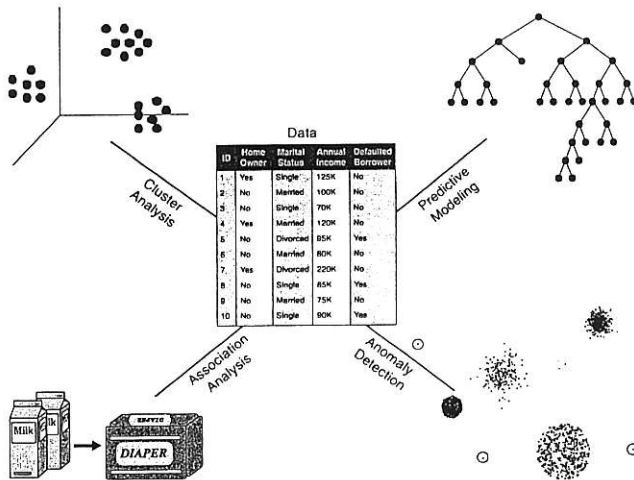 Data
ID Home Owner Marital Status Annual Income Defaulted Borrower
1 Yes Single 125K No
2 No Married 100K No
3 No Single 70K No
4 Yes Married 120K No
5 No Divorced 95K Yes
6 No Married 60K No
7 Yes Divorced 220K No
8 No Single 85K Yes
9 No Married 75K No
10 No Single 90K Yes
Cluster
Analysis
Predictive
Modeling
Association
Analysis
Anomaly
Detection
Milk
lk
DIAPER